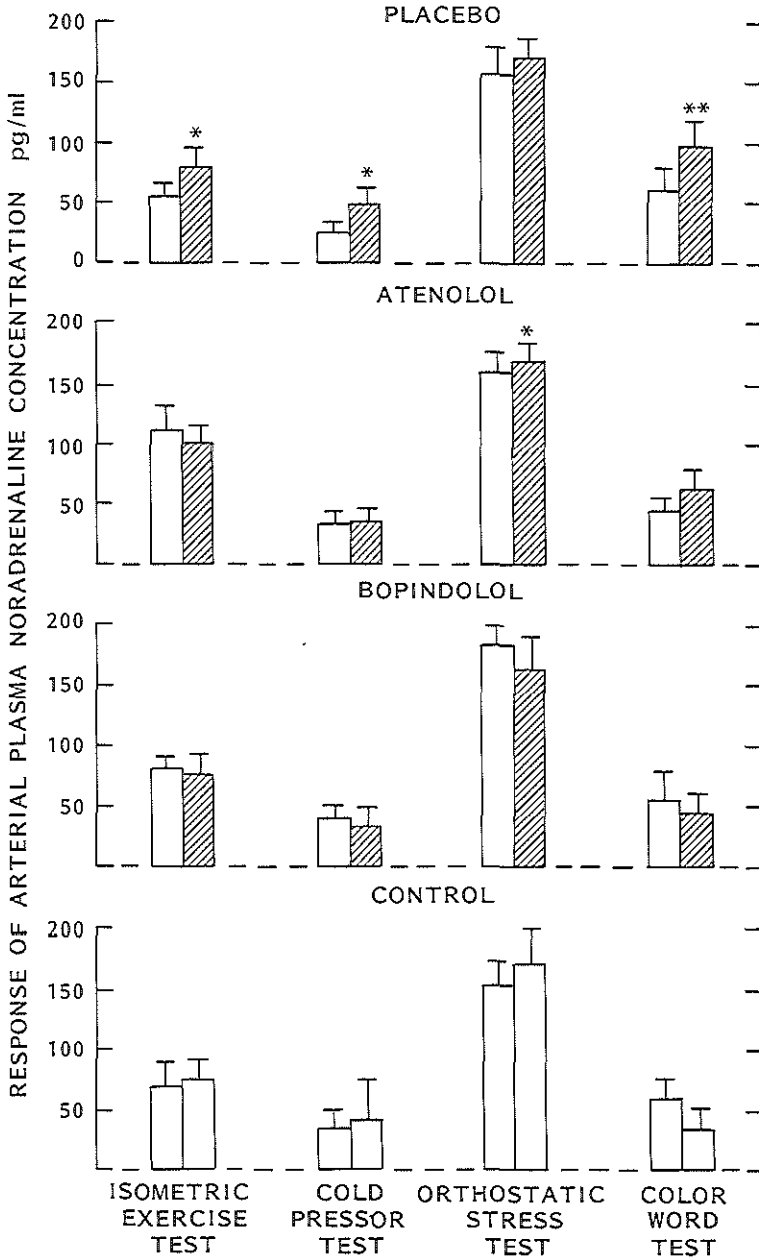 RESPONSE OF ARTERIAL PLASMA NORADRENALINE CONCENTRATION pg/ml
PLACEBO
200
150
100
50
0
*
*
**
ATENOLOL
200
150
100
50
*
BOPINDOLOL
200
150
100
50
CONTROL
200
150
100
50
ISOMETRIC
EXERCISE
TEST
COLD
PRESSOR
TEST
ORTHOSTATIC
STRESS
TEST
COLOR
WORD
TEST